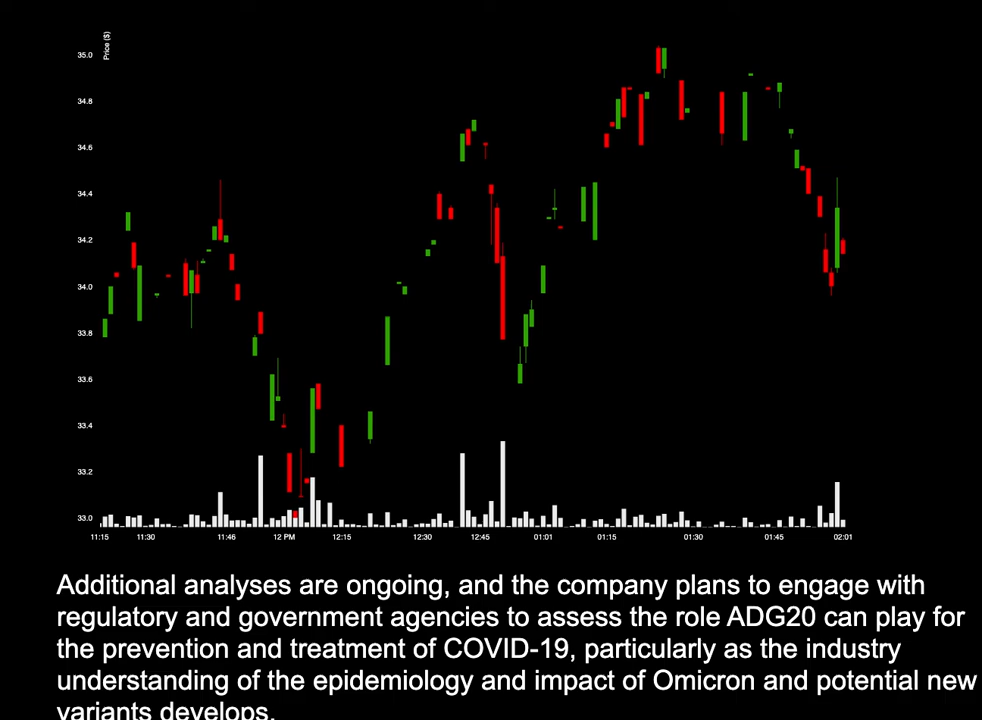 Price ($)
35.0
34.8
34.6
34.4
34.2
34.0
33.8
33.6
33.4
33.2
33.0
11:15 11:30 11:46 12 PM 12:15 12:30 12:45 01:01 01:15 01:30 01:45 02:01
Additional analyses are ongoing, and the company plans to engage with
regulatory and government agencies to assess the role ADG20 can play for
the prevention and treatment of COVID-19, particularly as the industry
understanding of the epidemiology and impact of Omicron and potential new
variants develops.